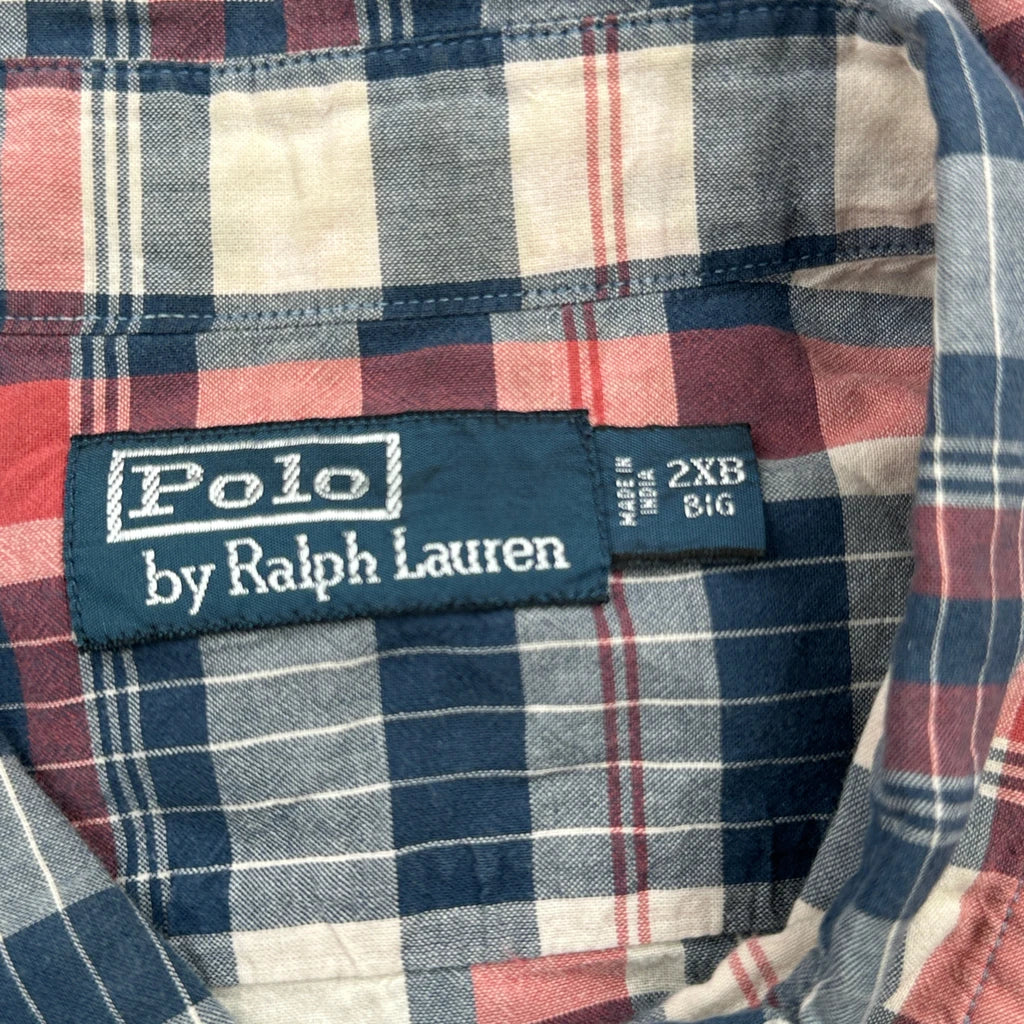 Polo
by Ralph Lauren
MADE IN
INDIA
2XB
BIG